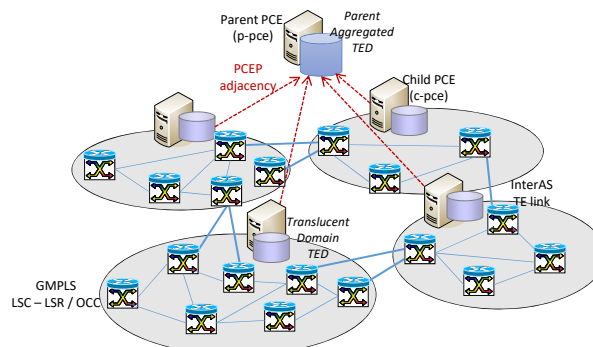 Parent PCE
(p-pce)
Parent
Aggregated
TED
PCEP
adjacency
Child PCE
(c-pce)
InterAS
TE link
Translucent
Domain
TED
GMPLS
LSC – LSR / OCC